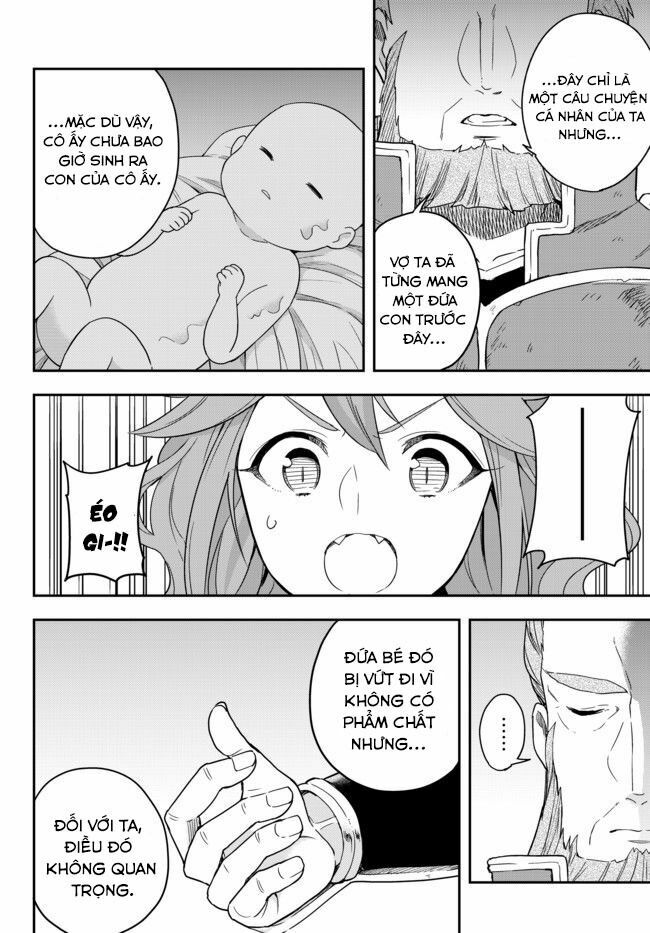 ...ĐÂY CHỈ LÀ
MỘT CÂU CHUYỆN
CÁ NHÂN CỦA TA
NHƯNG...
VỢ TA ĐÃ
TỪNG MANG
MỘT ĐỨA
CON TRƯỚC
ĐÂY...
...MẶC DÙ VẬY,
CÔ ẤY CHƯA BAO
GIỜ SINH RA
CON CỦA CÔ ẤY.
ÉO
GI-!!
......
ĐỨA BÉ ĐÓ
BỊ VỨT ĐI VÌ
KHÔNG CÓ
PHẨM CHẤT
NHƯNG...
ĐỐI VỚI TA,
ĐIỀU ĐÓ
KHÔNG QUAN
TRỌNG.